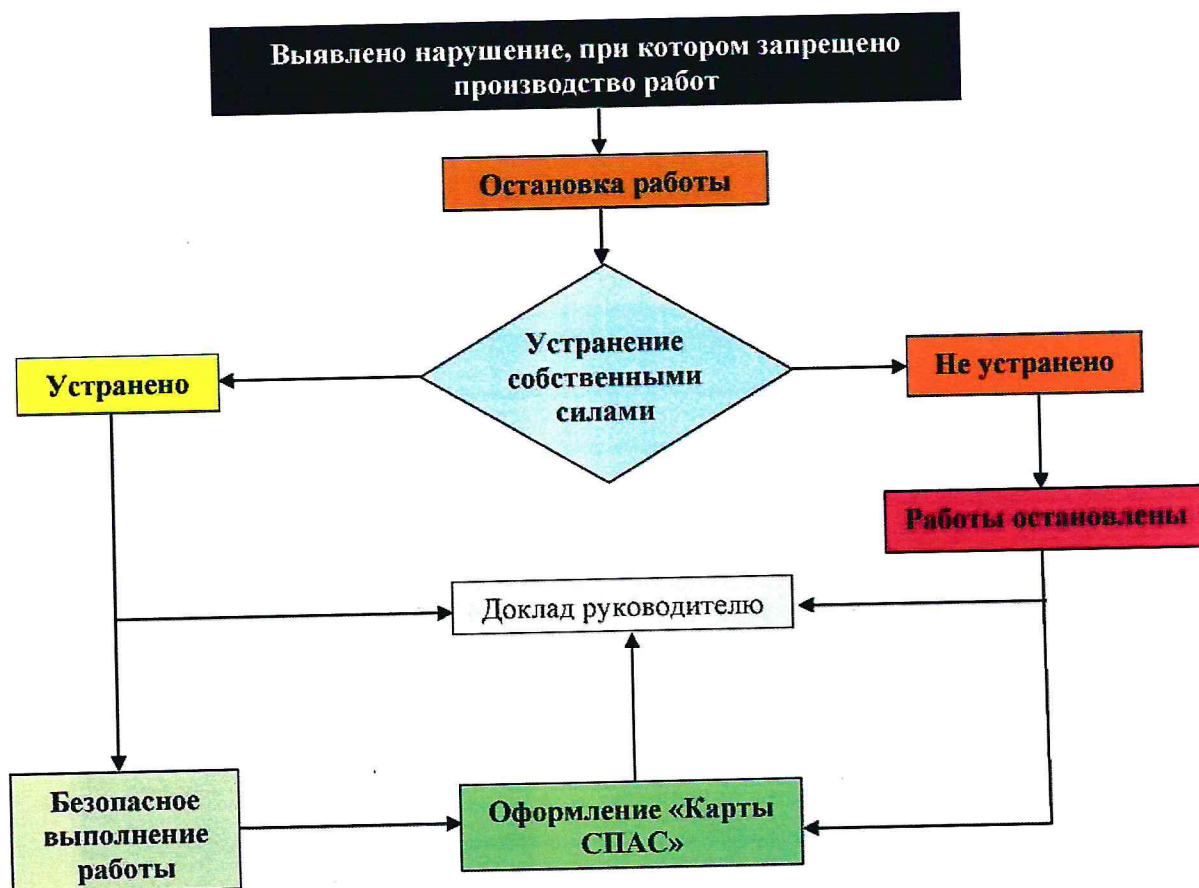 Выявлено нарушение, при котором запрещено
производство работ
Остановка работы
Устранение
собственными
силами
Устранено
Не устранено
Работы остановлены
Доклад руководителю
Безопасное
выполнение
работы
Оформление «Карты
СПАС»